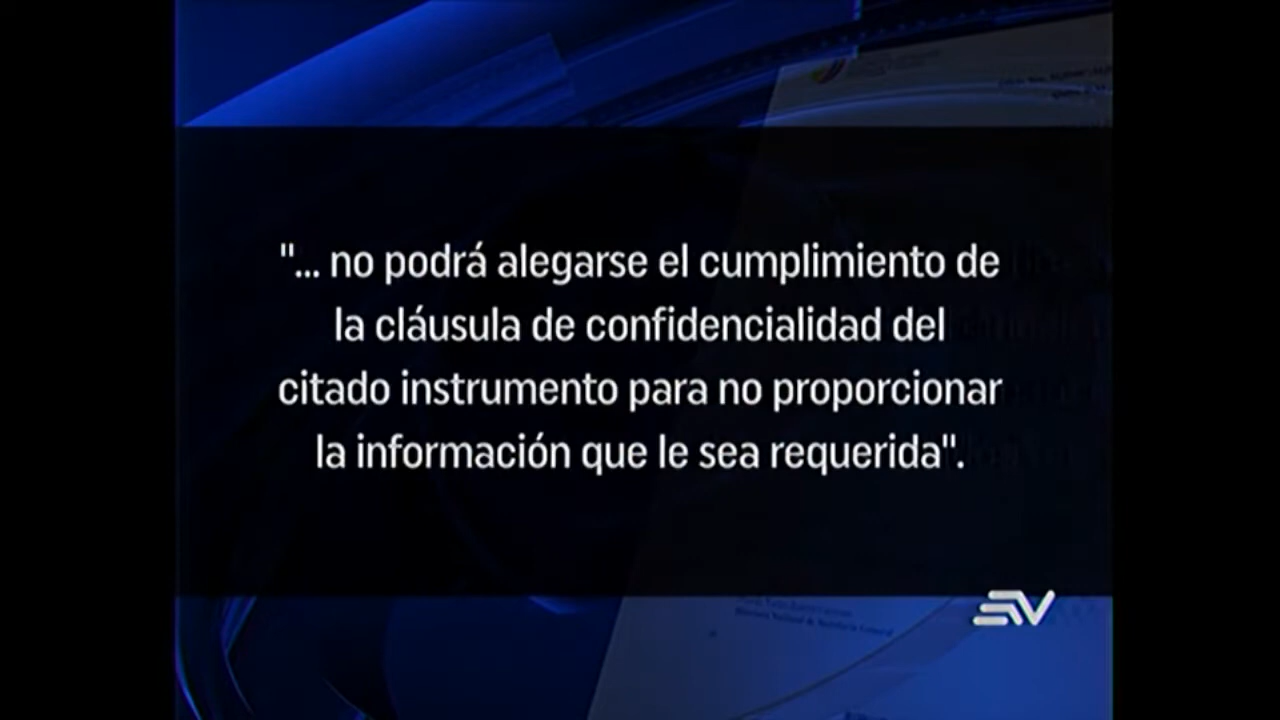 "... no podrá alegarse el cumplimiento de
la cláusula de confidencialidad del
citado instrumento para no proporcionar
la información que le sea requerida".
EV